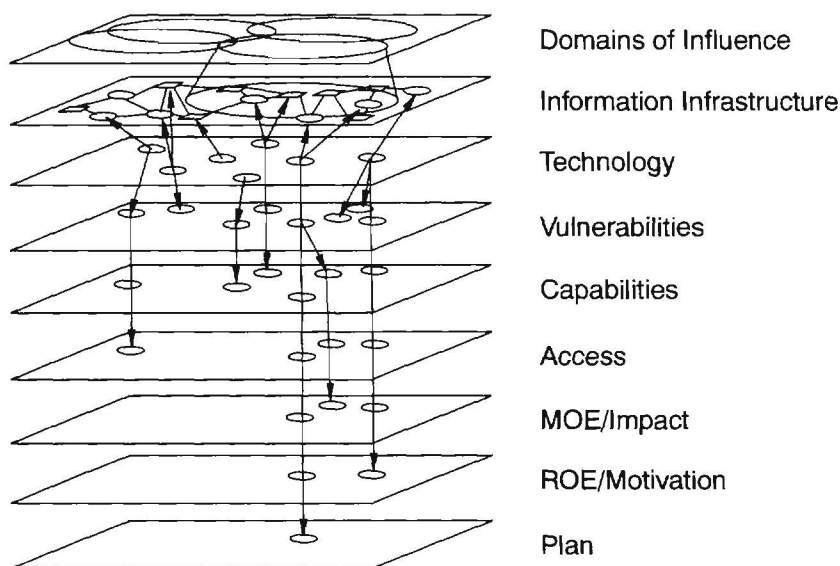 Domains of Influence
Information Infrastructure
Technology
Vulnerabilities
Capabilities
Access
MOE/Impact
ROE/Motivation
Plan